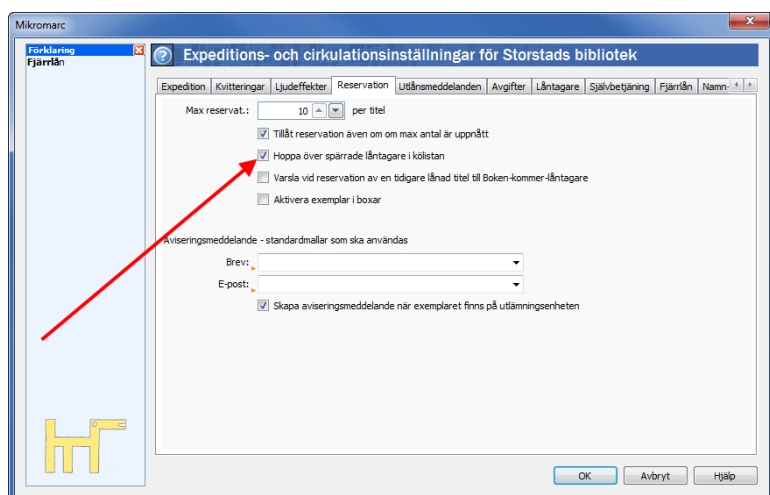 Mikromarc
Förklaring
Fjärrlån
Expeditions- och cirkulationsinställningar för Storstads bibliotek
Expedition Kvitteringar Ljudeffekter Reservation Utlånsmeddelanden Avgifter Låntagare Självbetjäning Fjärrlån Namn-
Max reservat.: 10 per titel
Tillåt reservation även om om max antal är uppnått
Hoppa över spärrade låntagare i kölistan
Varsla vid reservation av en tidigare lånad titel till Boken-kommer-låntagare
Aktivera exemplar i boxar
Aviseringsmeddelande - standardmallar som ska användas
Brev:
E-post:
Skapa aviseringsmeddelande när exemplaret finns på utlämningsenheten
OK Avbryt Hjälp